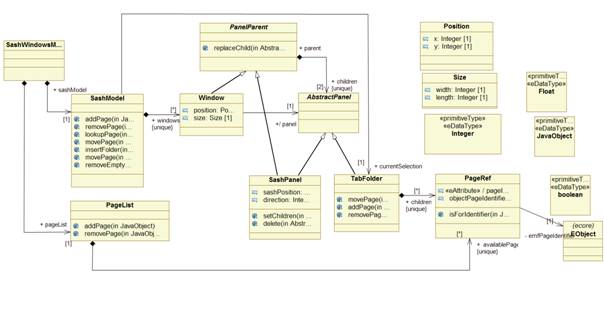 PanelParent
replaceChild(in Abstra...
+ parent
SashWindowsM...
+ sashModel
[1]
SashModel
addPage(in Ja...
removePage(i...
lookupPage(in...
movePage(in ...
insertFolder(in...
movePage(in ...
removeEmpty...
[*]
+ windows
{unique}
Window
position: Po...
size: Size [1]
[1]
+/ panel
+ children
[2]
{unique}
AbstractPanel
Position
x: Integer [1]
y: Integer [1]
Size
width: Integer [1]
length: Integer [1]
«primitiveT...
«eDataType»
Integer
«primitiveT...
«eDataType»
Float
«primitiveT...
«eDataType»
JavaObject
«primitiveT...
«eDataType»
boolean
[1]
+ currentSelection
SashPanel
sashPosition: ...
direction: Inte...
setChildren(in ...
delete(in Abstr...
TabFolder
movePage(i...
addPage(in ...
removePag...
[*]
+ children
{unique}
PageRef
«eAttribute» / pageI...
objectPageIdentifie...
isForIdentifier(in J...
[*]
+ availablePage
{unique}
[1]
- emfPageIdentifier
(ecore)
EObject
+ pageList
[1]
PageList
addPage(in JavaObject)
removePage(in JavaObj...